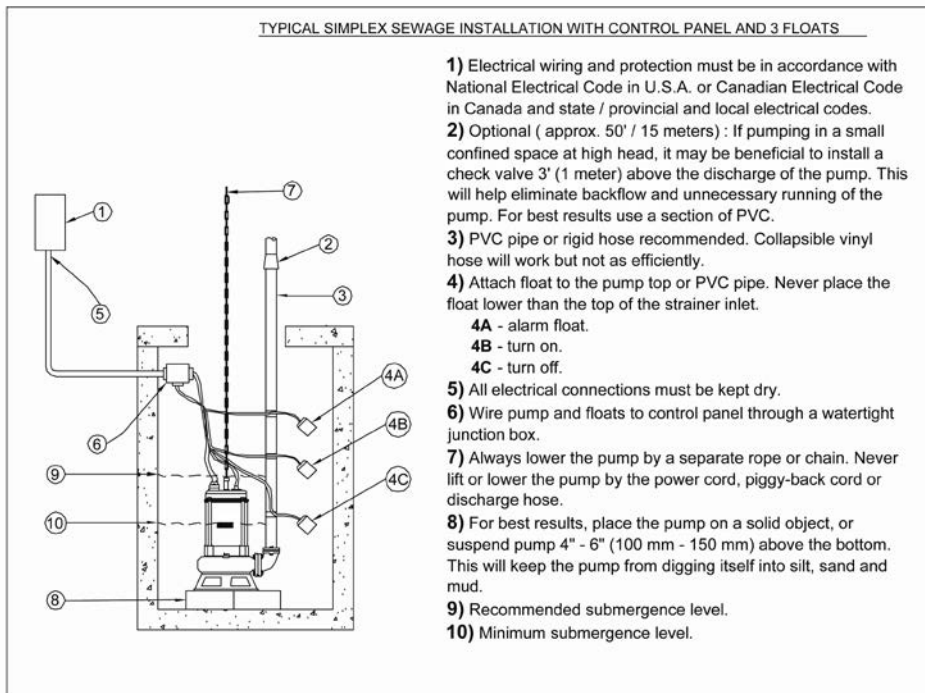 TYPICAL SIMPLEX SEWAGE INSTALLATION WITH CONTROL PANEL AND 3 FLOATS
1) Electrical wiring and protection must be in accordance with
National Electrical Code in U.S.A. or Canadian Electrical Code
in Canada and state / provincial and local electrical codes.
2) Optional ( approx. 50' / 15 meters) : If pumping in a small
confined space at high head, it may be beneficial to install a
check valve 3' (1 meter) above the discharge of the pump. This
will help eliminate backflow and unnecessary running of the
pump. For best results use a section of PVC.
3) PVC pipe or rigid hose recommended. Collapsible vinyl
hose will work but not as efficiently.
4) Attach float to the pump top or PVC pipe. Never place the
float lower than the top of the strainer inlet.
4A - alarm float.
4B - turn on.
4C - turn off.
5) All electrical connections must be kept dry.
6) Wire pump and floats to control panel through a watertight
junction box.
7) Always lower the pump by a separate rope or chain. Never
lift or lower the pump by the power cord, piggy-back cord or
discharge hose.
8) For best results, place the pump on a solid object, or
suspend pump 4" - 6" (100 mm - 150 mm) above the bottom.
This will keep the pump from digging itself into silt, sand and
mud.
9) Recommended submergence level.
10) Minimum submergence level.
7
1
2
3
5
4A
4B
6
9
4C
10
8